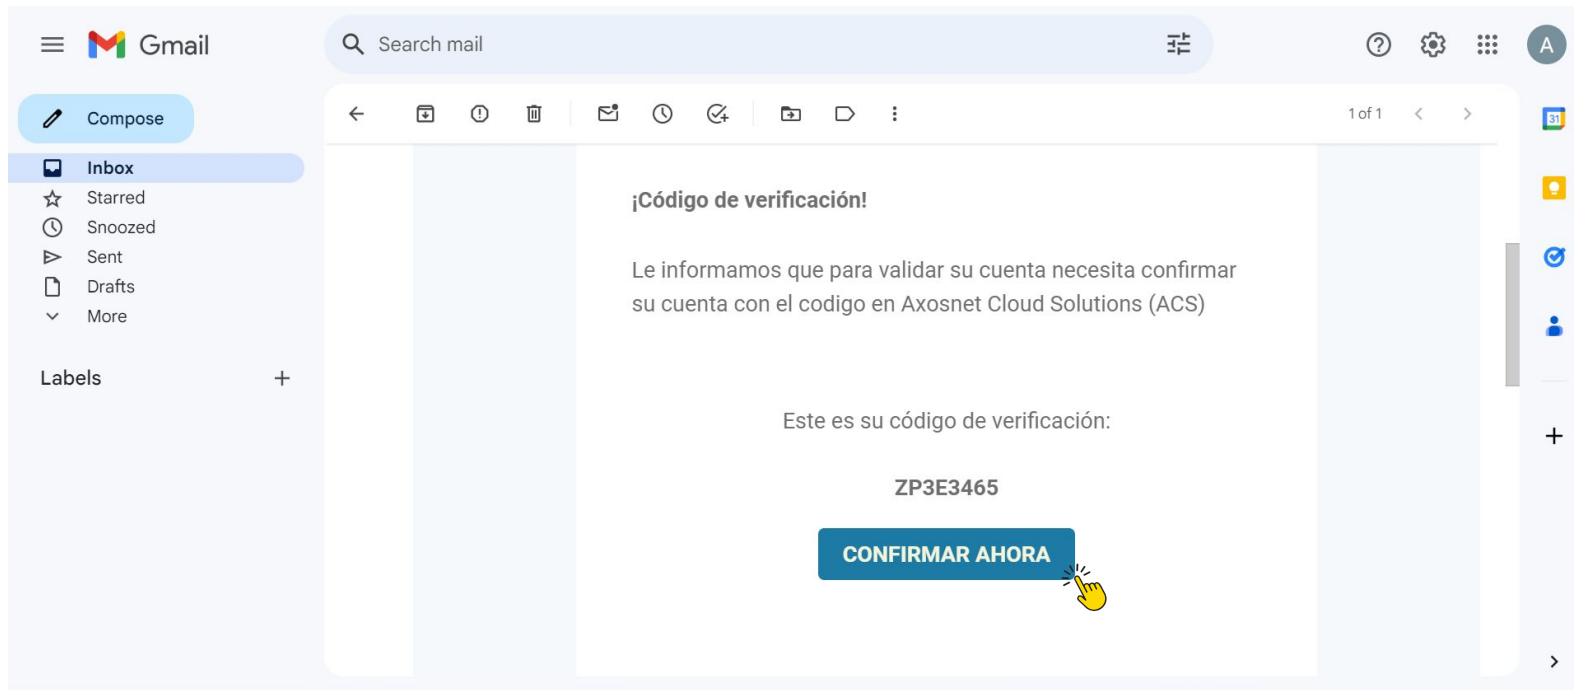 Gmail
Search mail
A
Compose
1 of 1
31
Inbox
Starred
Snoozed
Sent
Drafts
More
Labels
¡Código de verificación!
Le informamos que para validar su cuenta necesita confirmar
su cuenta con el codigo en Axosnet Cloud Solutions (ACS)
Este es su código de verificación:
ZP3E3465
CONFIRMAR AHORA